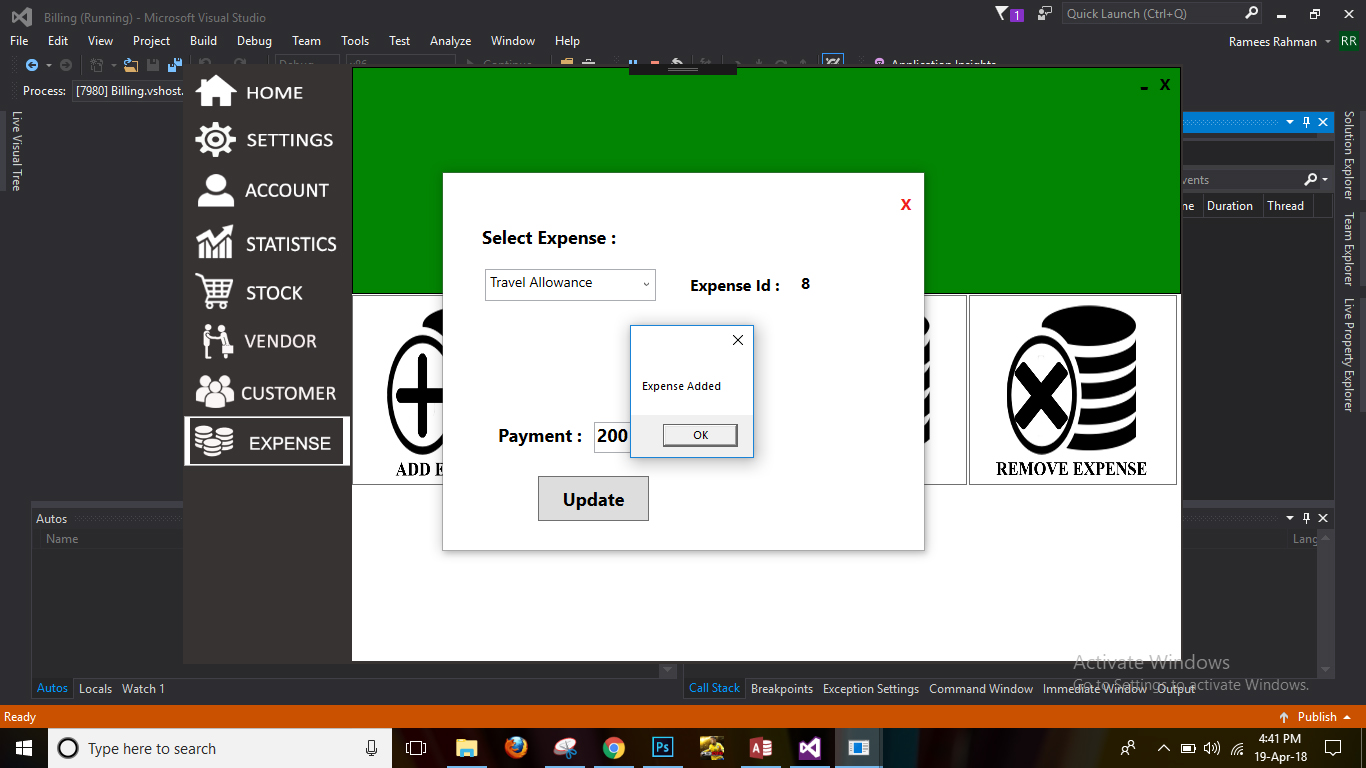 Billing (Running) - Microsoft Visual Studio
1
Quick Launch (Ctrl+Q)
File Edit View Project Build Debug Team Tools Test Analyze Window Help
Ramees Rahman RR
Application Insights
Process: [7980] Billing.vshost.
Live Visual Tree
HOME
SETTINGS
ACCOUNT
STATISTICS
STOCK
VENDOR
CUSTOMER
EXPENSE
- X
X
Select Expense :
Travel Allowance
Expense Id : 8
Expense Added
OK
Payment : 200
Update
ADD E
REMOVE EXPENSE
Duration Thread
Solution Explorer
Team Explorer
Live Property Explorer
Autos
Name
Lang
Autos Locals Watch 1
Call Stack Breakpoints Exception Settings Command Window Immediate Window Output
Activate Windows
Go to Settings to activate Windows.
Ready
Publish
Type here to search
Ps
4:41 PM
19-Apr-18